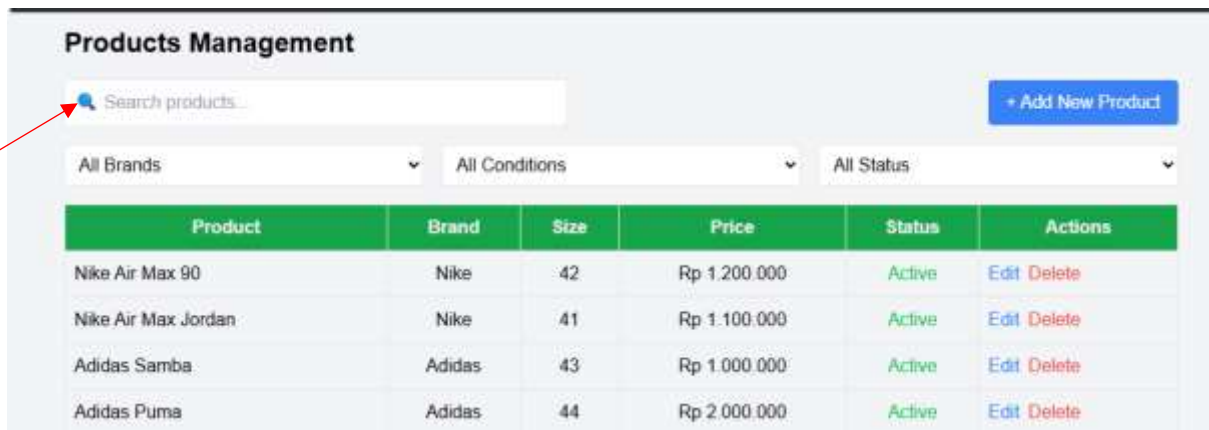 Products Management
Search products...
+ Add New Product
All Brands
All Conditions
All Status
Product Brand Size Price Status Actions
Nike Air Max 90 Nike 42 Rp 1.200.000 Active Edit Delete
Nike Air Max Jordan Nike 41 Rp 1.100.000 Active Edit Delete
Adidas Samba Adidas 43 Rp 1.000.000 Active Edit Delete
Adidas Puma Adidas 44 Rp 2.000.000 Active Edit Delete